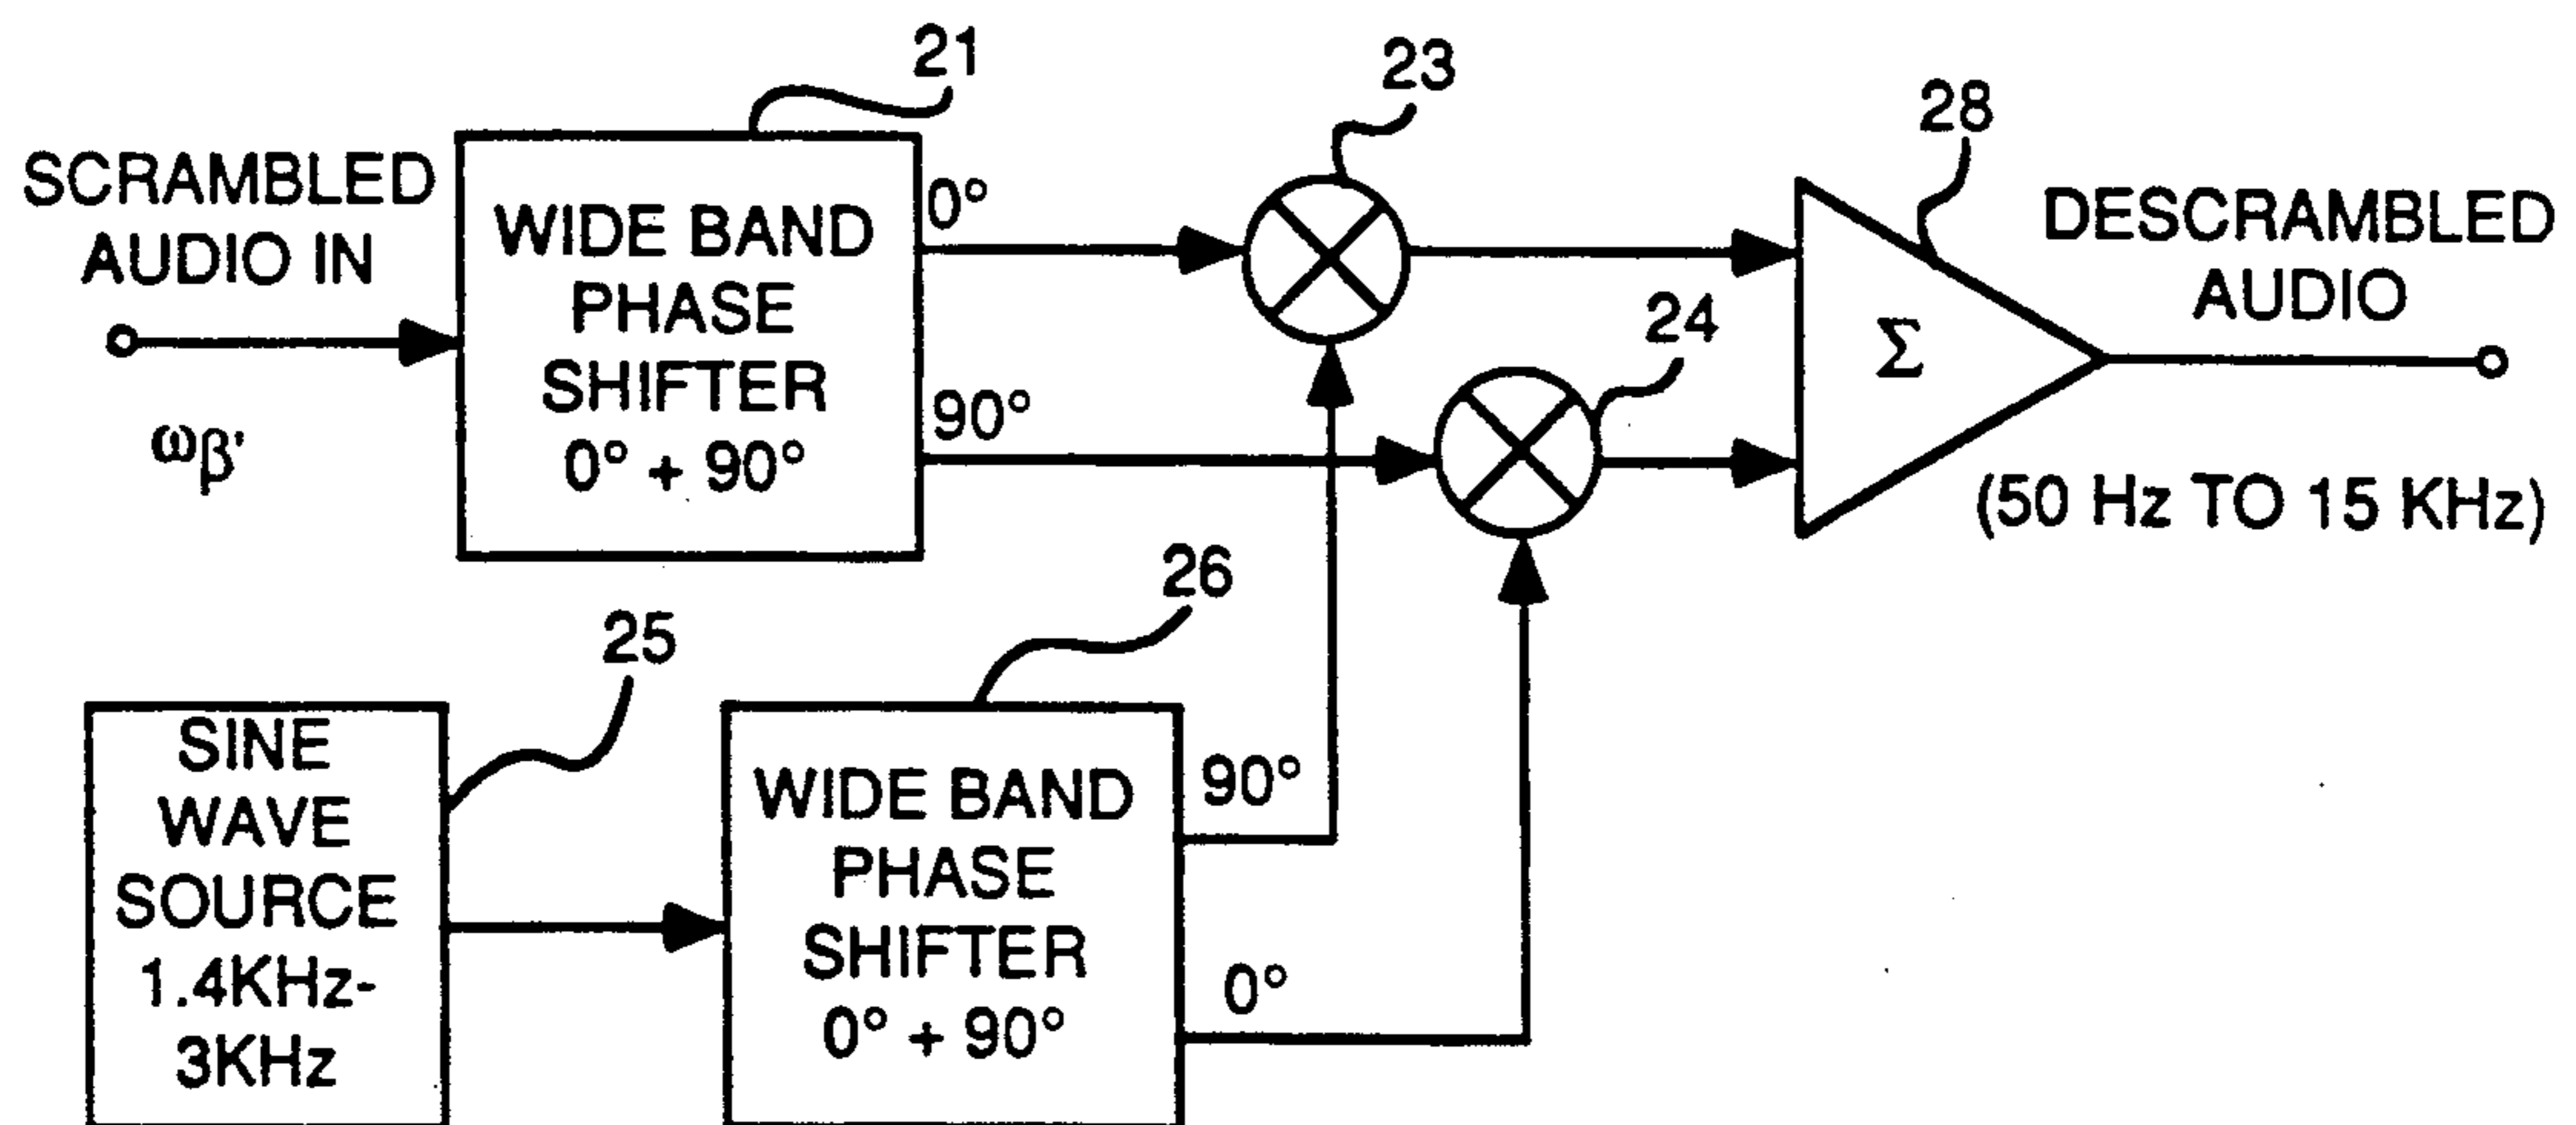 21
23
28
SCRAMBLED
AUDIO IN
ωβ'
WIDE BAND
PHASE
SHIFTER
0° + 90°
0°
90°
24
Σ
DESCRAMBLED
AUDIO
(50 Hz TO 15 KHz)
25
26
SINE
WAVE
SOURCE
1.4KHz-
3KHz
WIDE BAND
PHASE
SHIFTER
0° + 90°
90°
0°